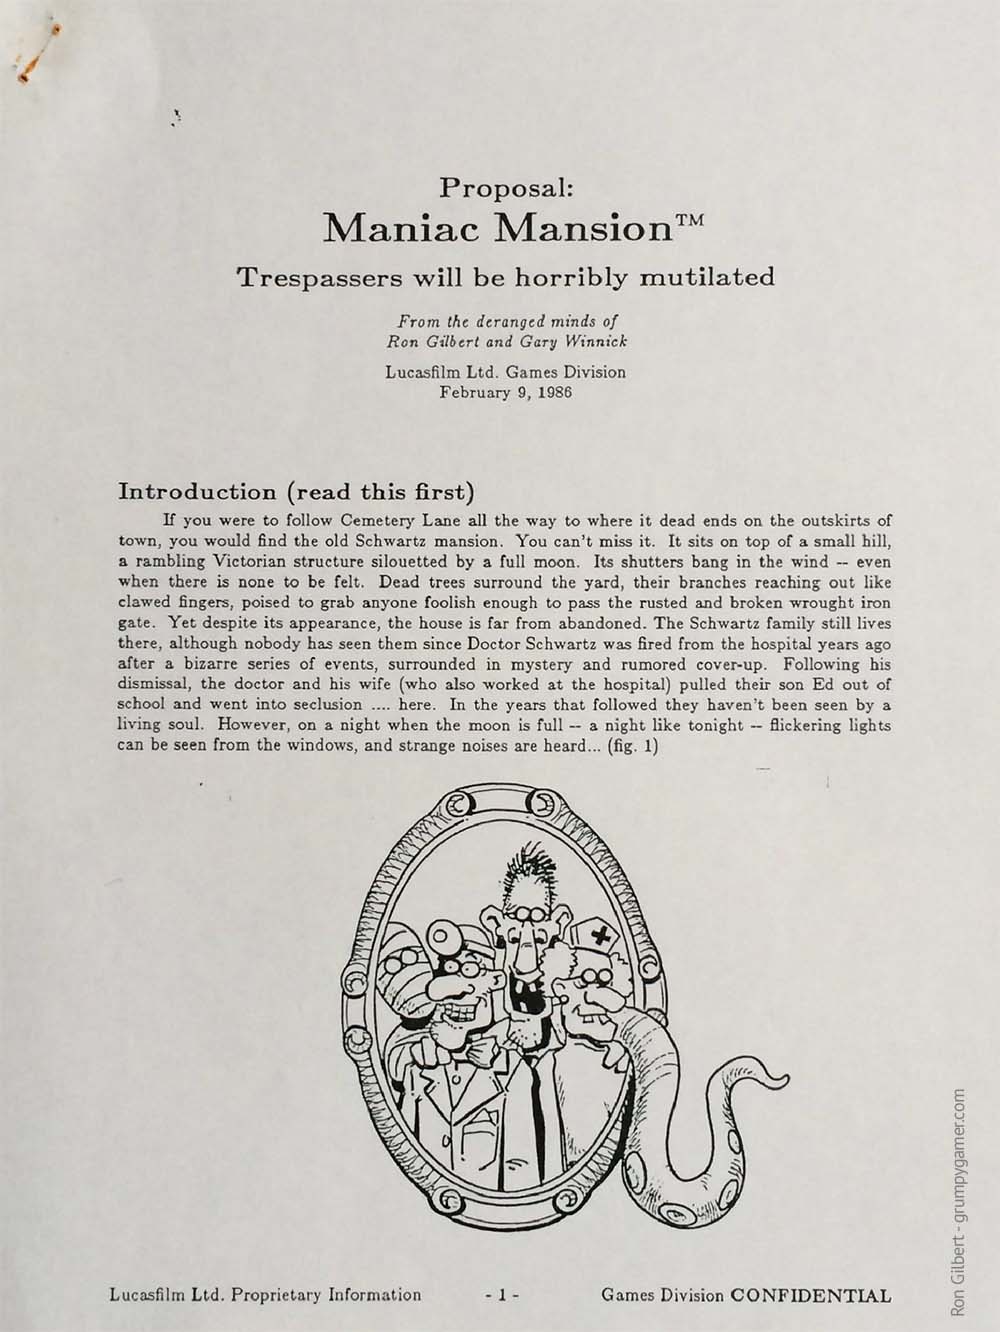 Proposal:
Maniac Mansion™
Trespassers will be horribly mutilated
From the deranged minds of
Ron Gilbert and Gary Winnick
Lucasfilm Ltd. Games Division
February 9, 1986
Introduction (read this first)
If you were to follow Cemetery Lane all the way to where it dead ends on the outskirts of
town, you would find the old Schwartz mansion. You can't miss it. It sits on top of a small hill,
a rambling Victorian structure silouetted by a full moon. Its shutters bang in the wind -- even
when there is none to be felt. Dead trees surround the yard, their branches reaching out like
clawed fingers, poised to grab anyone foolish enough to pass the rusted and broken wrought iron
gate. Yet despite its appearance, the house is far from abandoned. The Schwartz family still lives
there, although nobody has seen them since Doctor Schwartz was fired from the hospital years ago
after a bizarre series of events, surrounded in mystery and rumored cover-up. Following his
dismissal, the doctor and his wife (who also worked at the hospital) pulled their son Ed out of
school and went into seclusion .... here. In the years that followed they haven't been seen by a
living soul. However, on a night when the moon is full -- a night like tonight -- flickering lights
can be seen from the windows, and strange noises are heard... (fig. 1)
Lucasfilm Ltd. Proprietary Information - 1 - Games Division CONFIDENTIAL
Ron Gilbert - grumpygamer.com